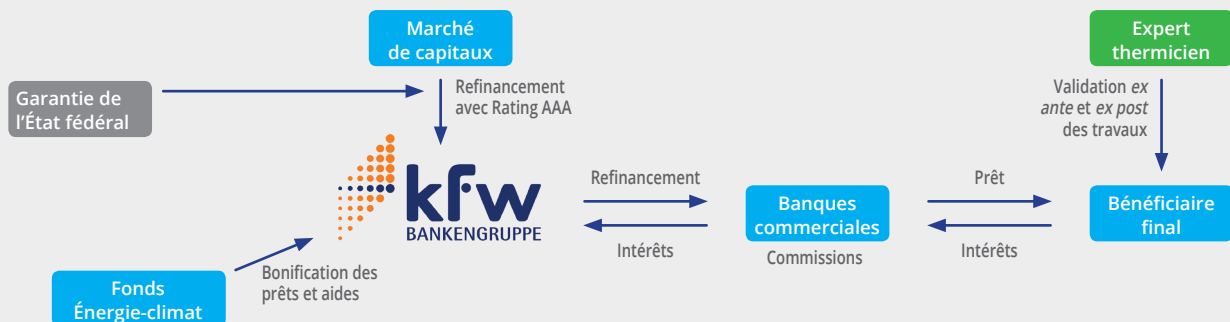 Marché
de capitaux
Expert
thermicien
Garantie de
l'État fédéral
Refinancement
avec Rating AAA
Validation ex
ante et ex post
des travaux
kfw
BANKENGRUPPE
Refinancement
Intérêts
Banques
commerciales
Commissions
Prêt
Intérêts
Bénéficiaire
final
Bonification des
prêts et aides
Fonds
Énergie-climat